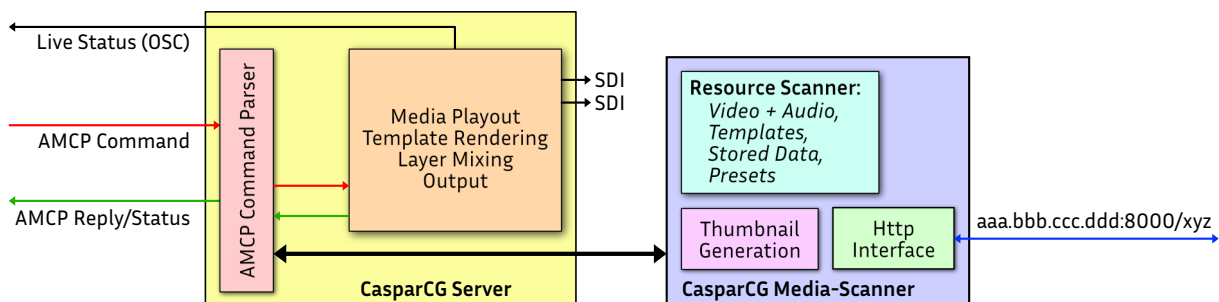 Live Status (OSC)
AMCP Command
AMCP Reply/Status
AMCP Command Parser
Media Playout
Template Rendering
Layer Mixing
Output
SDI
SDI
CasparCG Server
Resource Scanner:
Video + Audio,
Templates,
Stored Data,
Presets
Thumbnail
Generation
Http
Interface
CasparCG Media-Scanner
aaa.bbb.ccc.ddd:8000/xyz